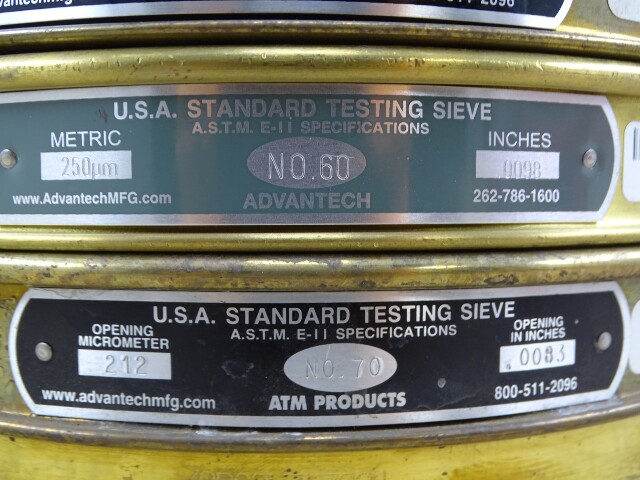 511-2096
U.S.A. STANDARD TESTING SIEVE
A.S.T.M. E-11 SPECIFICATIONS
METRIC
250µm
NO.60
INCHES
.0098
www.AdvantechMFG.com
ADVANTECH
262-786-1600
U.S.A. STANDARD TESTING SIEVE
A.S.T.M. E-11 SPECIFICATIONS
OPENING
MICROMETER
212
NO. 70
OPENING
IN INCHES
.0083
www.advantechmfg.com
ATM PRODUCTS
800-511-2096